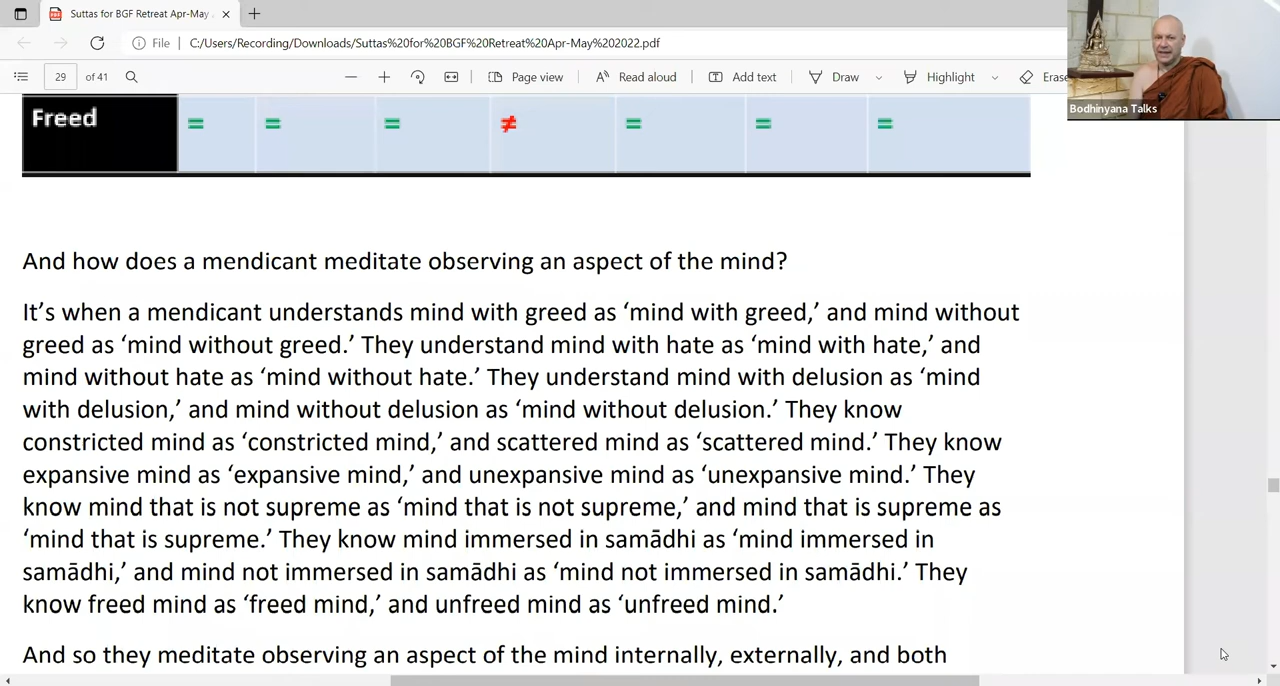 Suttas for BGF Retreat Apr-May
File C:/Users/Recording/Downloads/Suttas%20for%20BGF%20Retreat%20Apr-May%202022.pdf
29 of 41 Page view Read aloud Add text Draw Highlight Erase
Bodhinyana Talks
Freed = = = ≠ = = =
And how does a mendicant meditate observing an aspect of the mind?
It’s when a mendicant understands mind with greed as ‘mind with greed,’ and mind without
greed as ‘mind without greed.’ They understand mind with hate as ‘mind with hate,’ and
mind without hate as ‘mind without hate.’ They understand mind with delusion as ‘mind
with delusion,’ and mind without delusion as ‘mind without delusion.’ They know
constricted mind as ‘constricted mind,’ and scattered mind as ‘scattered mind.’ They know
expansive mind as ‘expansive mind,’ and unexpansive mind as ‘unexpansive mind.’ They
know mind that is not supreme as ‘mind that is not supreme,’ and mind that is supreme as
‘mind that is supreme.’ They know mind immersed in samādhi as ‘mind immersed in
samādhi,’ and mind not immersed in samādhi as ‘mind not immersed in samādhi.’ They
know freed mind as ‘freed mind,’ and unfreed mind as ‘unfreed mind.’
And so they meditate observing an aspect of the mind internally, externally, and both